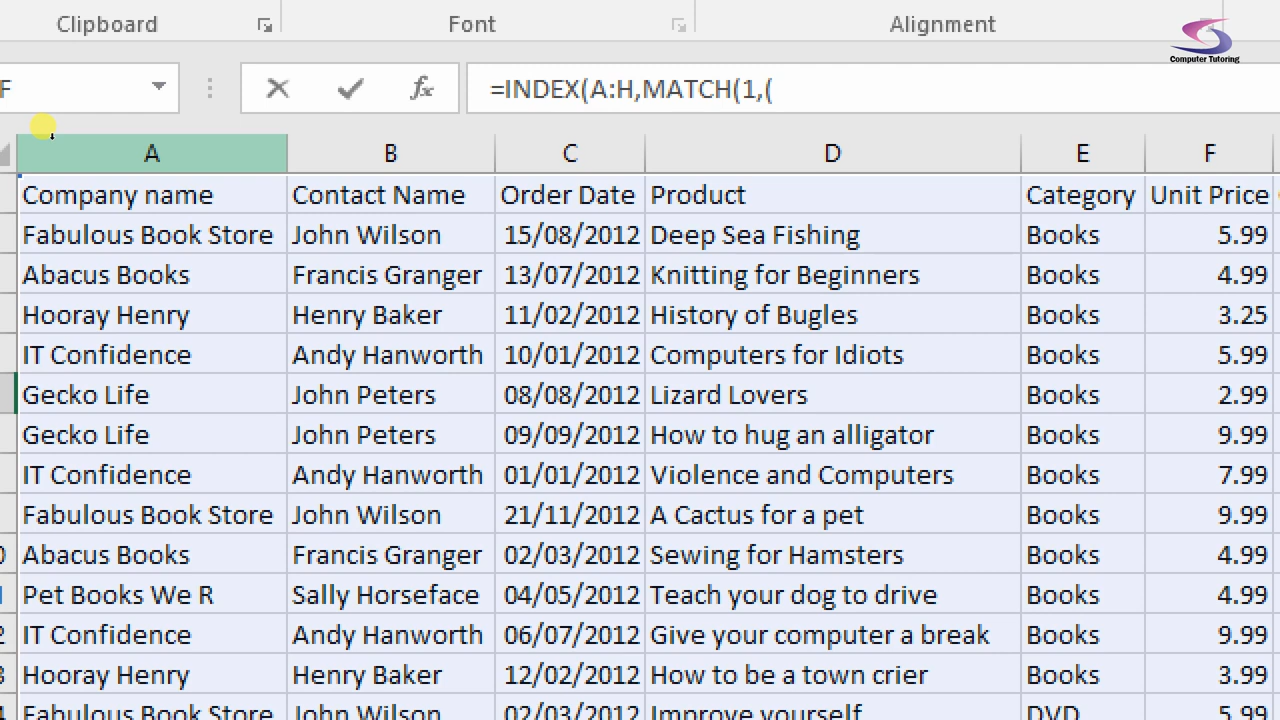 Clipboard Font Alignment
Computer Tutoring
F fx =INDEX(A:H,MATCH(1,(
A B C D E F
Company name Contact Name Order Date Product Category Unit Price
Fabulous Book Store John Wilson 15/08/2012 Deep Sea Fishing Books 5.99
Abacus Books Francis Granger 13/07/2012 Knitting for Beginners Books 4.99
Hooray Henry Henry Baker 11/02/2012 History of Bugles Books 3.25
IT Confidence Andy Hanworth 10/01/2012 Computers for Idiots Books 5.99
Gecko Life John Peters 08/08/2012 Lizard Lovers Books 2.99
Gecko Life John Peters 09/09/2012 How to hug an alligator Books 9.99
IT Confidence Andy Hanworth 01/01/2012 Violence and Computers Books 7.99
Fabulous Book Store John Wilson 21/11/2012 A Cactus for a pet Books 9.99
0 Abacus Books Francis Granger 02/03/2012 Sewing for Hamsters Books 4.99
1 Pet Books We R Sally Horseface 04/05/2012 Teach your dog to drive Books 4.99
2 IT Confidence Andy Hanworth 06/07/2012 Give your computer a break Books 9.99
3 Hooray Henry Henry Baker 12/02/2012 How to be a town crier Books 3.99
4 Fabulous Book Store John Wilson 02/03/2012 Improve yourself DVD 5.99